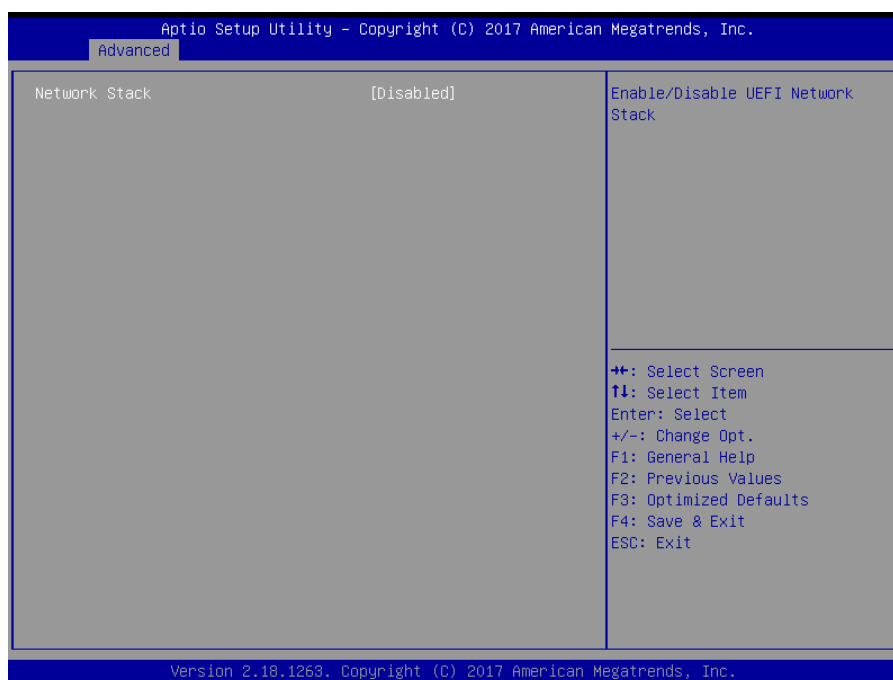 Aptio Setup Utility – Copyright (C) 2017 American Megatrends, Inc.
Advanced
Network Stack [Disabled]
Enable/Disable UEFI Network
Stack
→←: Select Screen
↑↓: Select Item
Enter: Select
+/-: Change Opt.
F1: General Help
F2: Previous Values
F3: Optimized Defaults
F4: Save & Exit
ESC: Exit
Version 2.18.1263. Copyright (C) 2017 American Megatrends, Inc.